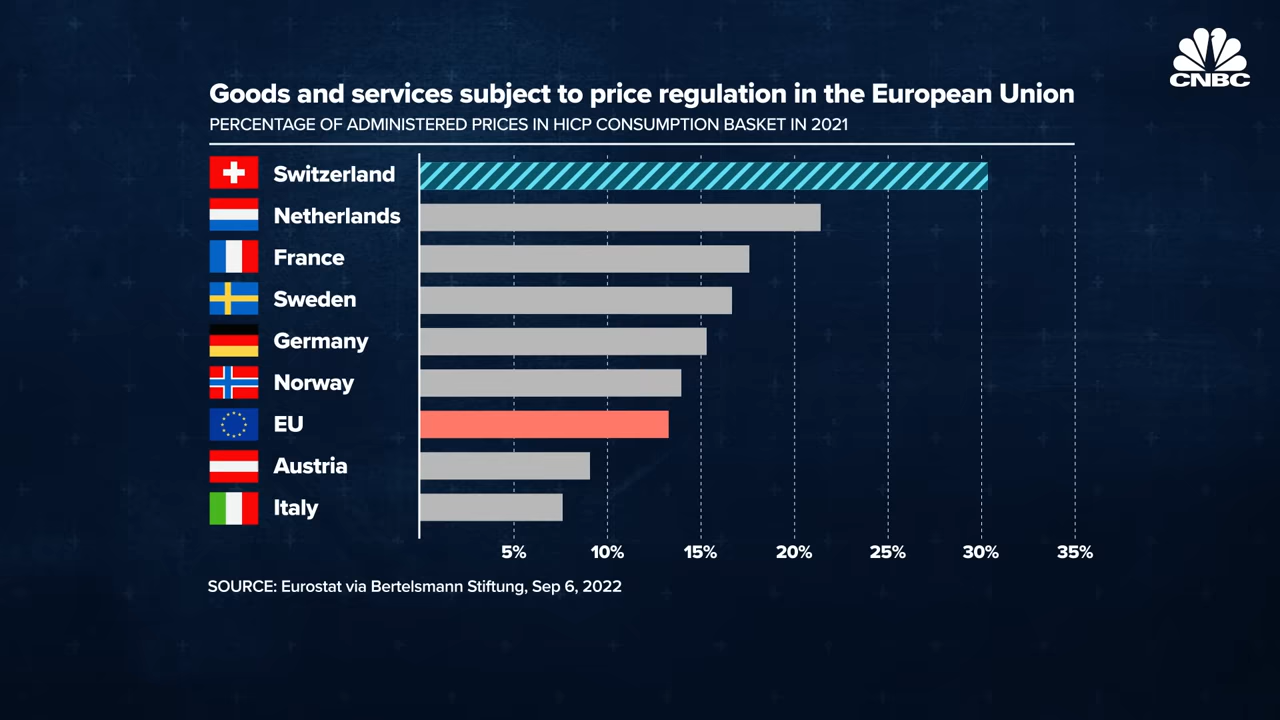 CNBC
Goods and services subject to price regulation in the European Union
PERCENTAGE OF ADMINISTERED PRICES IN HICP CONSUMPTION BASKET IN 2021
Switzerland
Netherlands
France
Sweden
Germany
Norway
EU
Austria
Italy
5% 10% 15% 20% 25% 30% 35%
SOURCE: Eurostat via Bertelsmann Stiftung, Sep 6, 2022